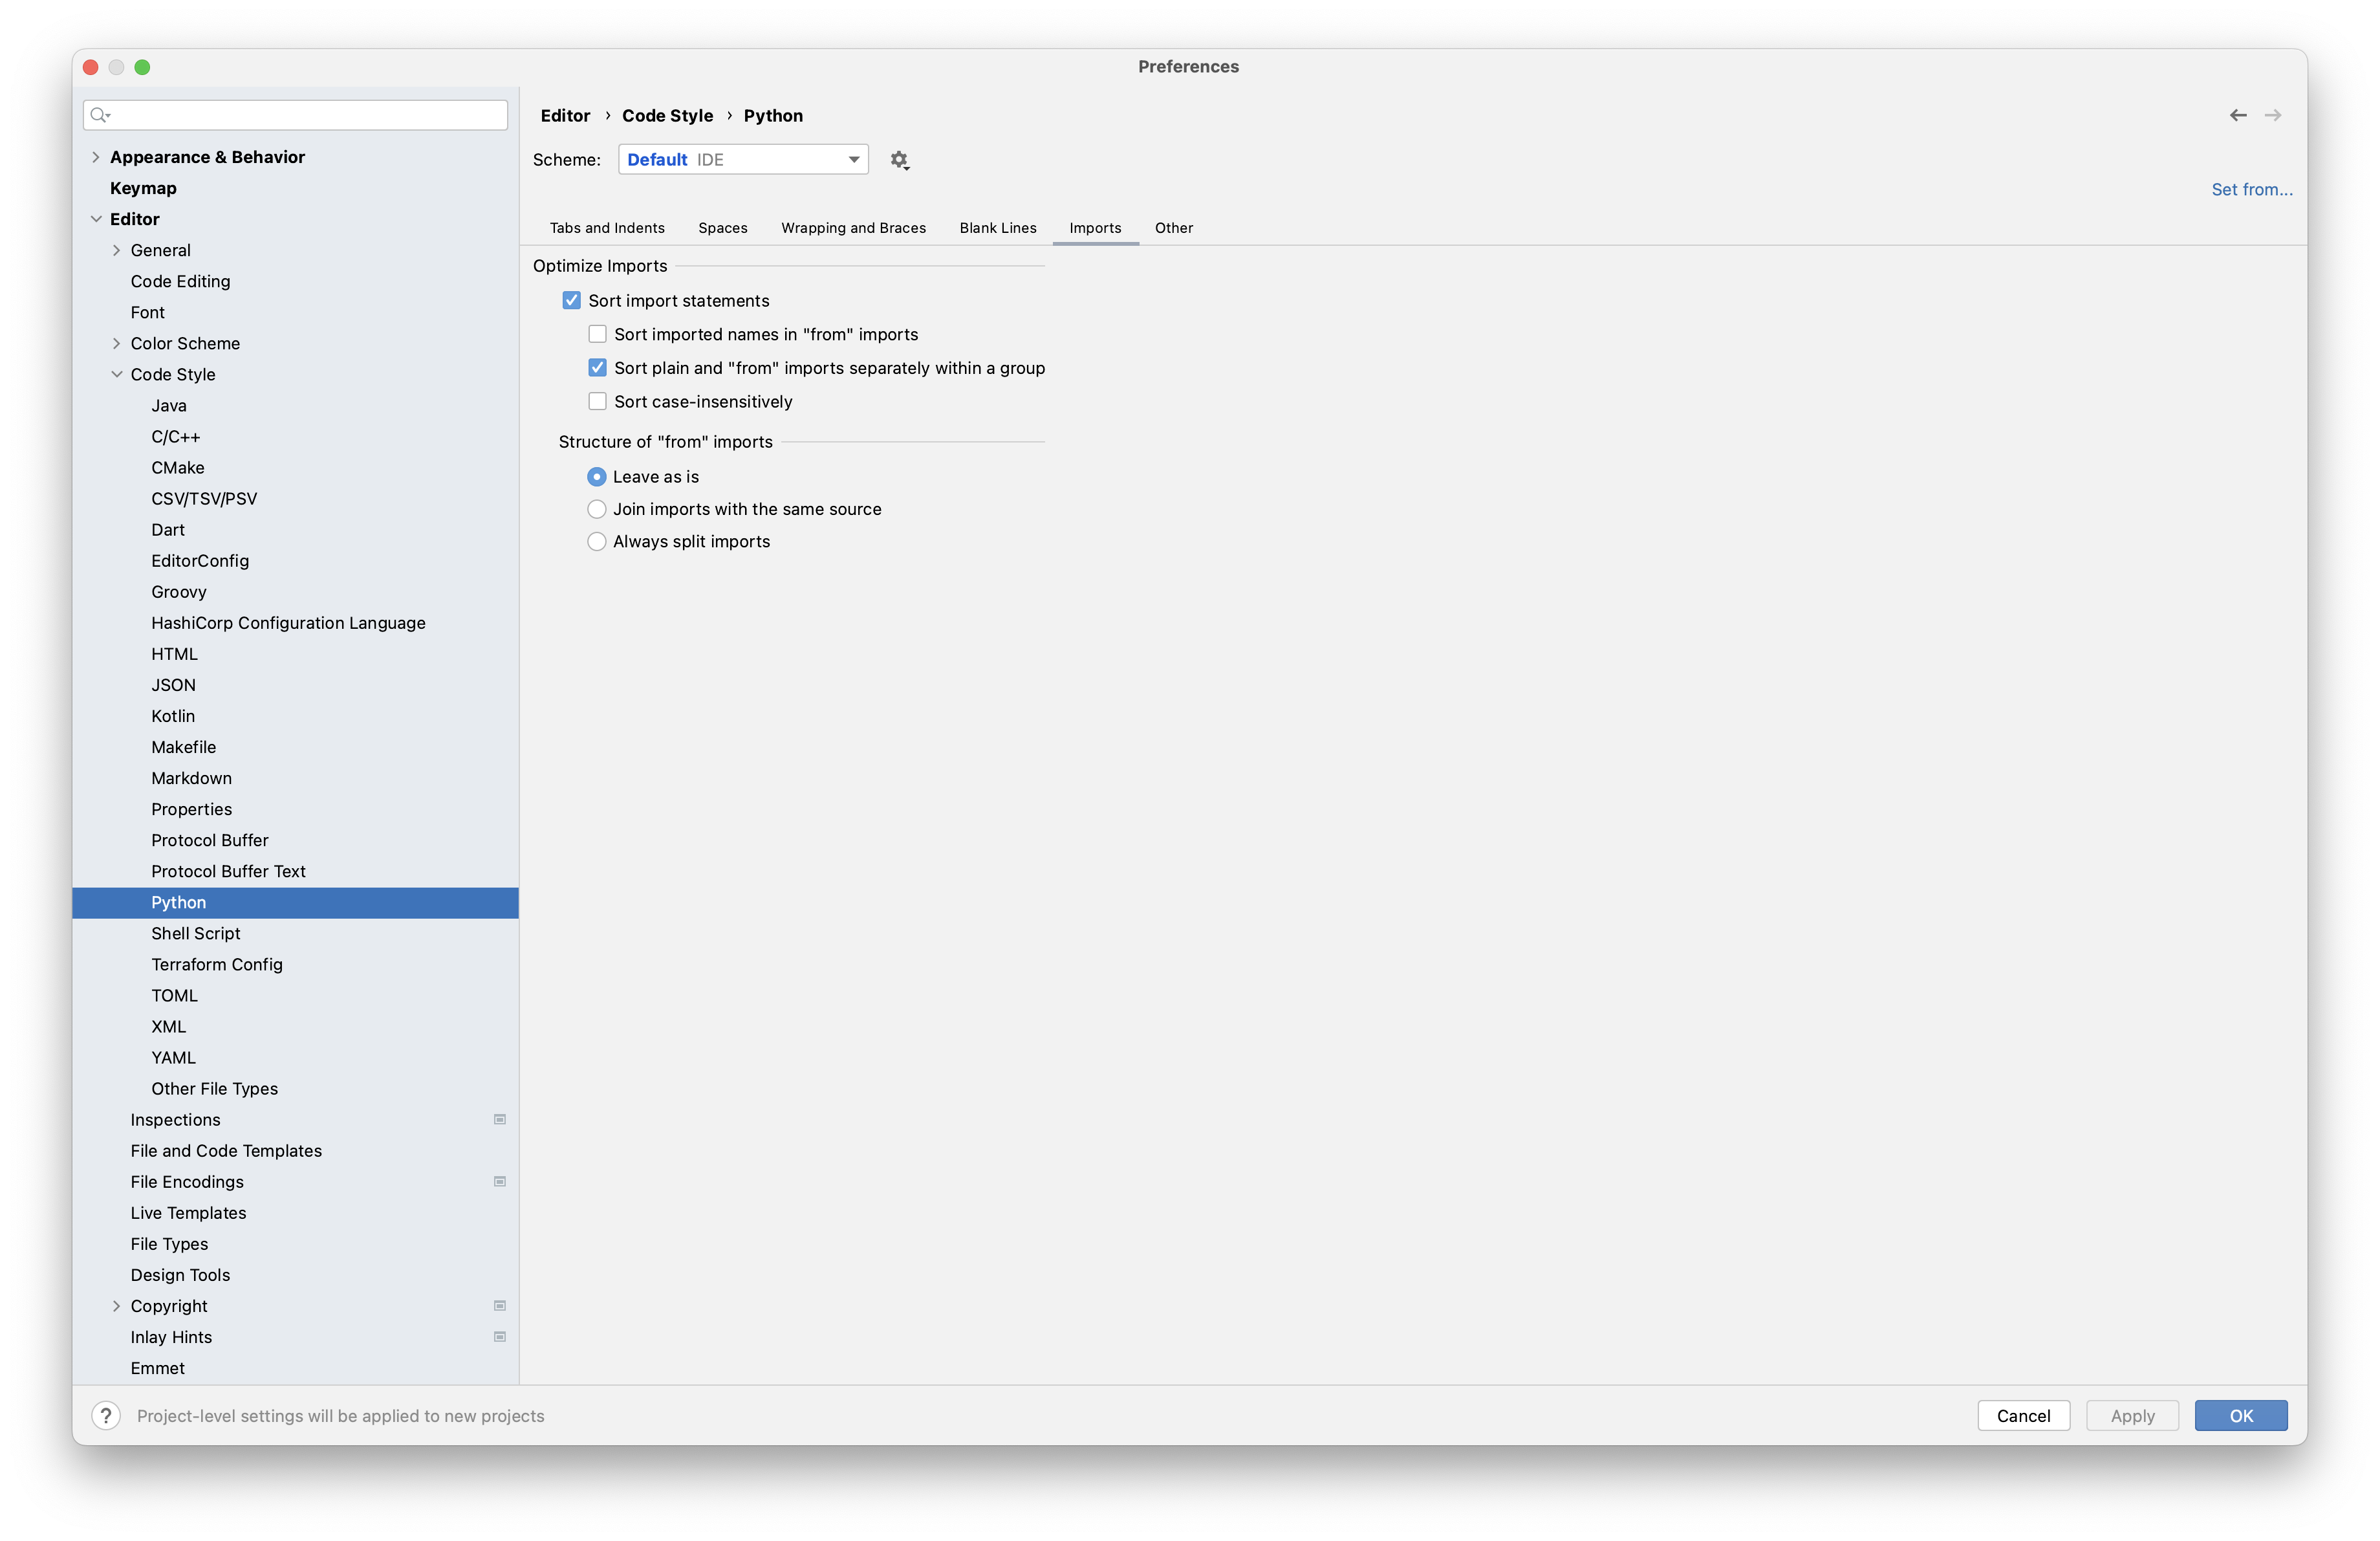 Preferences
Appearance & Behavior
Keymap
Editor
General
Code Editing
Font
Color Scheme
Code Style
Java
C/C++
CMake
CSV/TSV/PSV
Dart
EditorConfig
Groovy
HashiCorp Configuration Language
HTML
JSON
Kotlin
Makefile
Markdown
Properties
Protocol Buffer
Protocol Buffer Text
Python
Shell Script
Terraform Config
TOML
XML
YAML
Other File Types
Inspections
File and Code Templates
File Encodings
Live Templates
File Types
Design Tools
Copyright
Inlay Hints
Emmet
Editor › Code Style › Python
Scheme: Default IDE
Set from...
Tabs and Indents Spaces Wrapping and Braces Blank Lines Imports Other
Optimize Imports
Sort import statements
Sort imported names in "from" imports
Sort plain and "from" imports separately within a group
Sort case-insensitively
Structure of "from" imports
Leave as is
Join imports with the same source
Always split imports
? Project-level settings will be applied to new projects
Cancel Apply OK